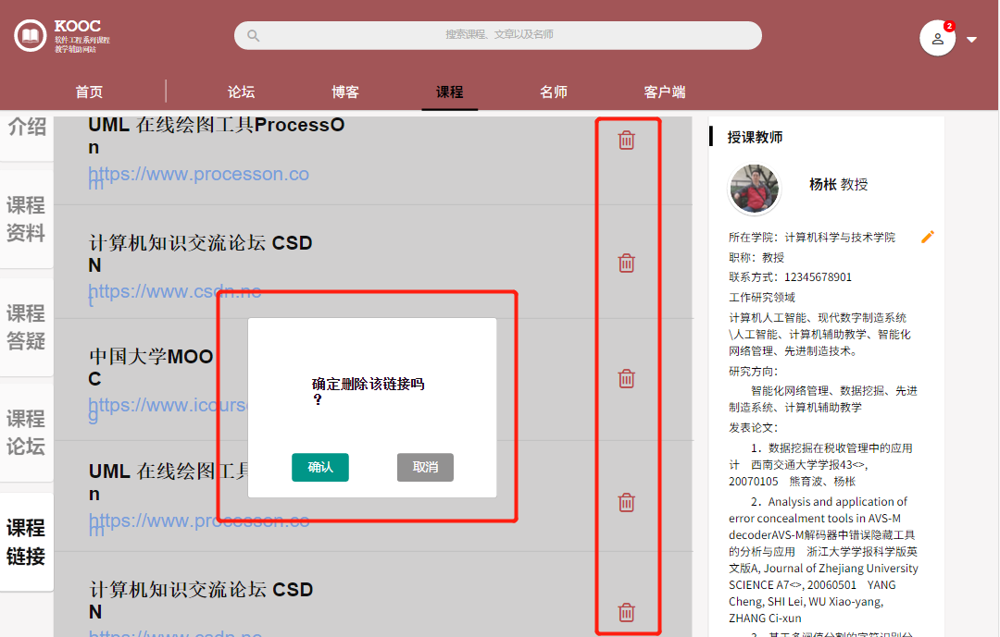 KOOC
软件工程系列课程
教学辅助网站
搜索课程、文章以及名师
2
首页
论坛
博客
课程
名师
客户端
介绍
课程
资料
课程
答疑
课程
论坛
课程
链接
UML 在线绘图工具ProcessO
n
https://www.processon.co
m
计算机知识交流论坛 CSD
N
https://www.csdn.ne
t
中国大学MOO
C
https://www.icourse
g
UML 在线绘图工具
n
https://www.processon.co
m
计算机知识交流论坛 CSD
N
https://www.csdn.ne
确定删除该链接吗
？
确认
取消
授课教师
杨枨 教授
所在学院：计算机科学与技术学院
职称：教授
联系方式：12345678901
工作研究领域
计算机人工智能、现代数字制造系统
\人工智能、计算机辅助教学、智能化
网络管理、先进制造技术。
研究方向：
智能化网络管理、数据挖掘、先进
制造系统、计算机辅助教学
发表论文：
1．数据挖掘在税收管理中的应用
计　西南交通大学学报43<>,
20070105　熊育波、杨枨
2．Analysis and application of
error concealment tools in AVS-M
decoderAVS-M解码器中错误隐藏工具
的分析与应用　浙江大学学报科学版英
文版A, Journal of Zhejiang University
SCIENCE A7<>, 20060501　YANG
Cheng, SHI Lei, WU Xiao-yang,
ZHANG Ci-xun
3．基于多阈值分割的字符识别分